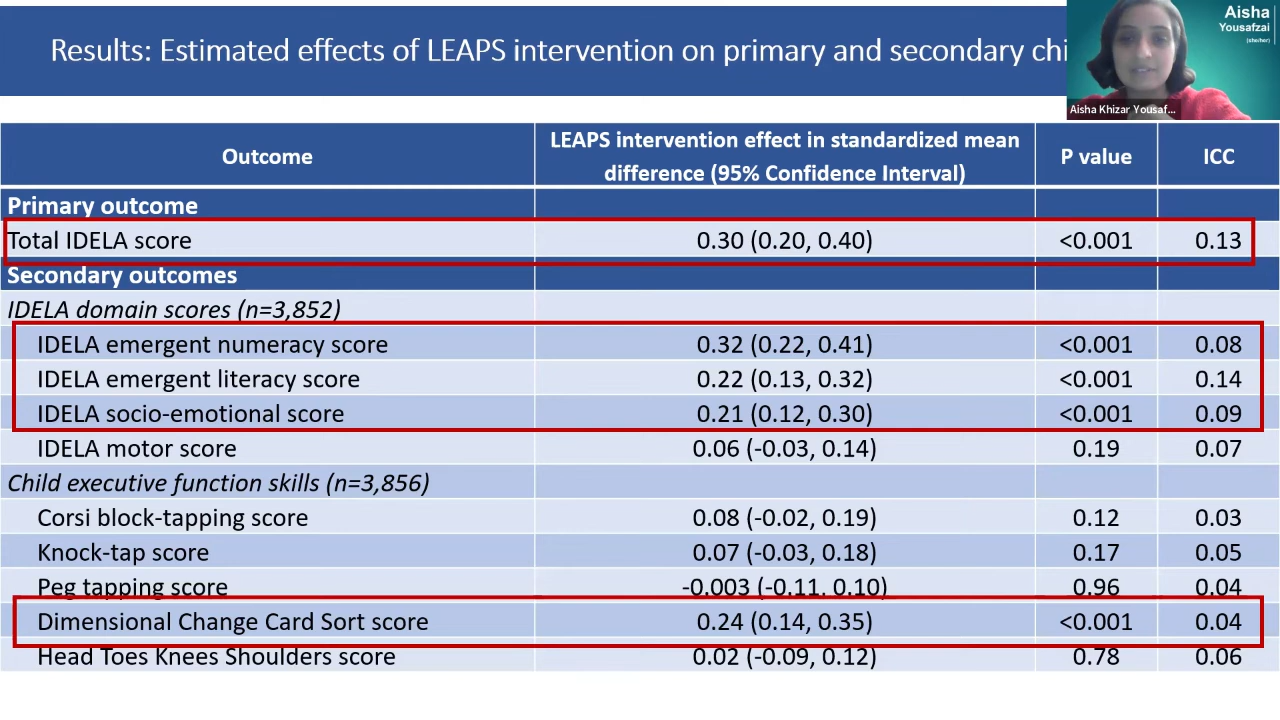 Results: Estimated effects of LEAPS intervention on primary and secondary chi
Aisha
Yousafzai
(she/her)
Aisha Khizar Yousaf...
Outcome
LEAPS intervention effect in standardized mean
difference (95% Confidence Interval)
P value
ICC
Primary outcome
Total IDELA score 0.30 (0.20, 0.40) <0.001 0.13
Secondary outcomes
IDELA domain scores (n=3,852)
IDELA emergent numeracy score 0.32 (0.22, 0.41) <0.001 0.08
IDELA emergent literacy score 0.22 (0.13, 0.32) <0.001 0.14
IDELA socio-emotional score 0.21 (0.12, 0.30) <0.001 0.09
IDELA motor score 0.06 (-0.03, 0.14) 0.19 0.07
Child executive function skills (n=3,856)
Corsi block-tapping score 0.08 (-0.02, 0.19) 0.12 0.03
Knock-tap score 0.07 (-0.03, 0.18) 0.17 0.05
Peg tapping score -0.003 (-0.11, 0.10) 0.96 0.04
Dimensional Change Card Sort score 0.24 (0.14, 0.35) <0.001 0.04
Head Toes Knees Shoulders score 0.02 (-0.09, 0.12) 0.78 0.06